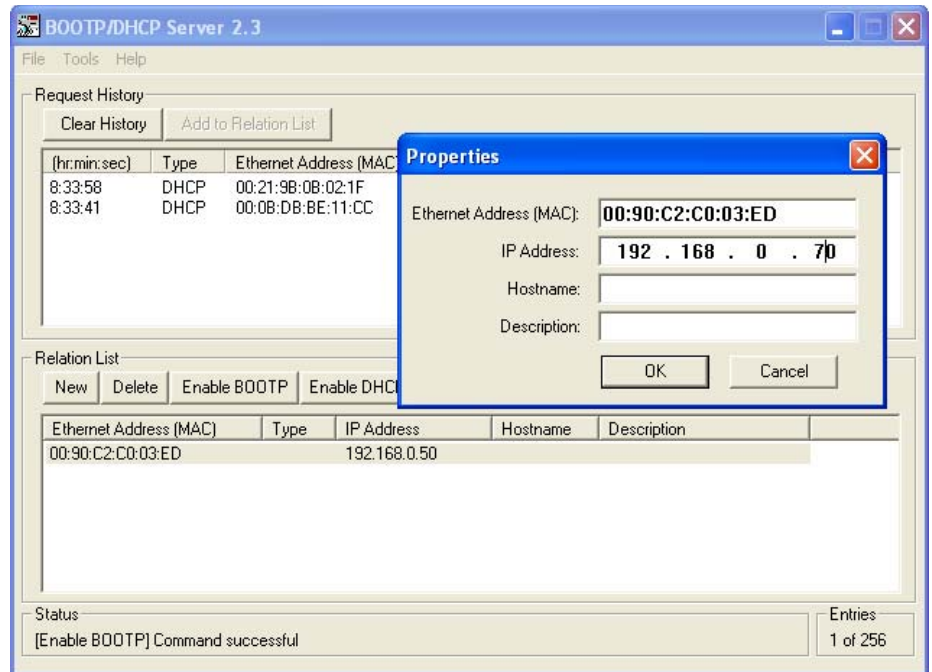 BOOTP/DHCP Server 2.3
File Tools Help
Request History
Clear History Add to Relation List
(hr:min:sec) Type Ethernet Address (MAC)
8:33:58 DHCP 00:21:9B:0B:02:1F
8:33:41 DHCP 00:0B:DB:BE:11:CC
Properties
Ethernet Address (MAC): 00:90:C2:C0:03:ED
IP Address: 192 . 168 . 0 . 70
Hostname:
Description:
OK Cancel
Relation List
New Delete Enable BOOTP Enable DHC
Ethernet Address (MAC) Type IP Address Hostname Description
00:90:C2:C0:03:ED 192.168.0.50
Status
[Enable BOOTP] Command successful
Entries
1 of 256